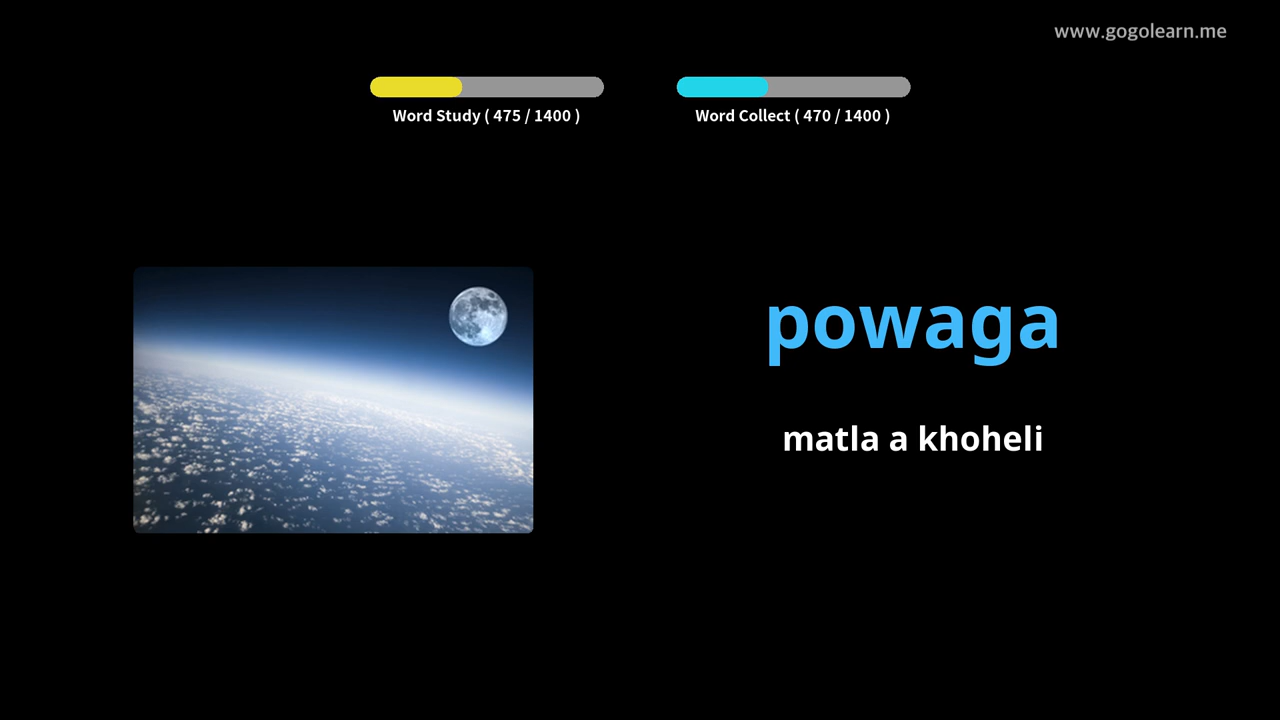 www.gogolearn.me
Word Study ( 475 / 1400 )
Word Collect ( 470 / 1400 )
powaga
matla a khoheli